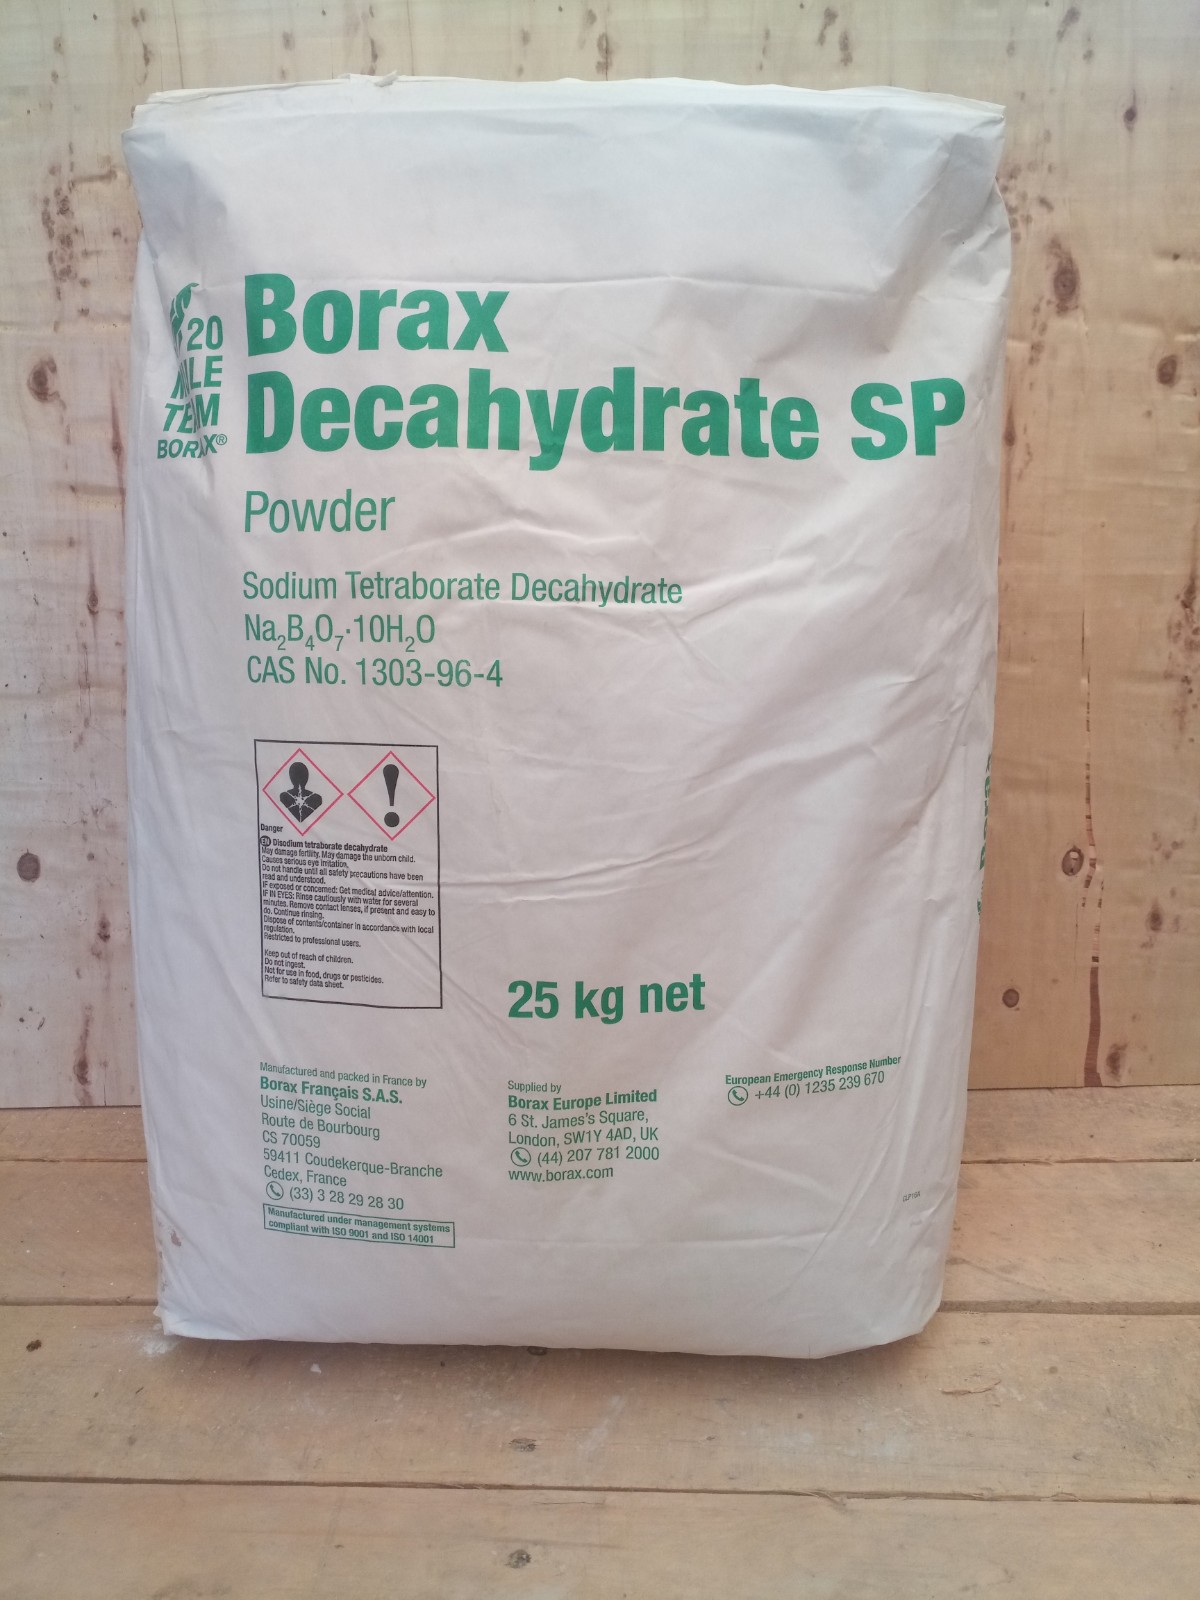 20
MULE
TEAM
BORAX®
Borax
Decahydrate SP
Powder
Sodium Tetraborate Decahydrate
Na₂B₄O₇·10H₂O
CAS No. 1303-96-4
Danger
EN Disodium tetraborate decahydrate
May damage fertility. May damage the unborn child.
Causes serious eye irritation.
Do not handle until all safety precautions have been
read and understood.
IF exposed or concerned: Get medical advice/attention.
IF IN EYES: Rinse cautiously with water for several
minutes. Remove contact lenses, if present and easy to
do. Continue rinsing.
Dispose of contents/container in accordance with local
regulation.
Restricted to professional users.
Keep out of reach of children.
Do not ingest.
Not for use in food, drugs or pesticides.
Refer to safety data sheet.
25 kg net
Manufactured and packed in France by
Borax Français S.A.S.
Usine/Siège Social
Route de Bourbourg
CS 70059
59411 Coudekerque-Branche
Cedex, France
(33) 3 28 29 28 30
Manufactured under management systems
compliant with ISO 9001 and ISO 14001
Supplied by
Borax Europe Limited
6 St. James's Square,
London, SW1Y 4AD, UK
(44) 207 781 2000
www.borax.com
European Emergency Response Number
+44 (0) 1235 239 670